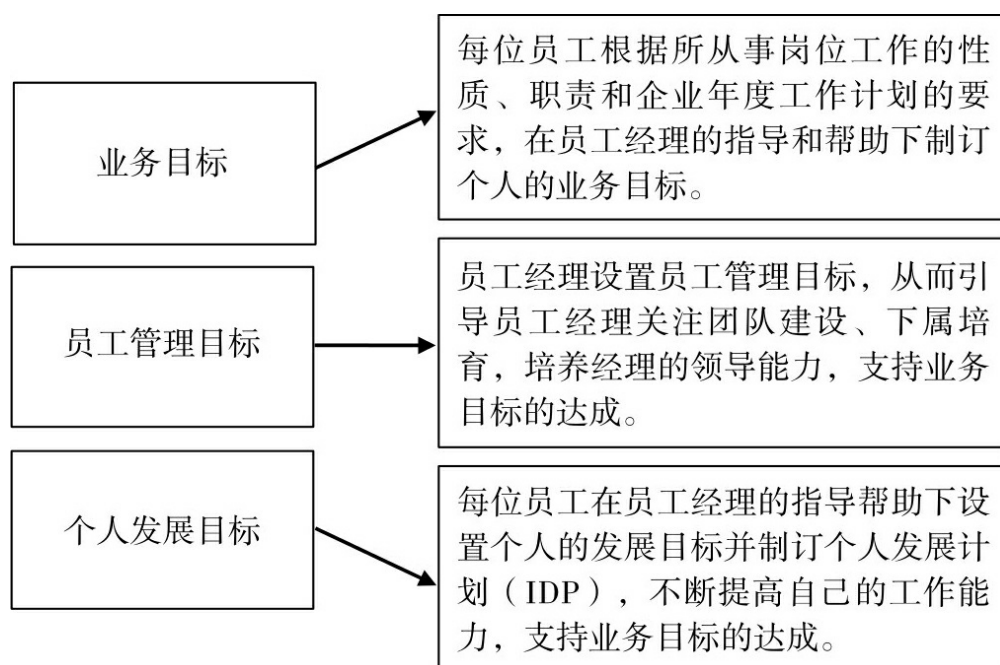 业务目标
每位员工根据所从事岗位工作的性
质、职责和企业年度工作计划的要
求，在员工经理的指导和帮助下制订
个人的业务目标。
员工管理目标
员工经理设置员工管理目标，从而引
导员工经理关注团队建设、下属培
育，培养经理的领导能力，支持业务
目标的达成。
个人发展目标
每位员工在员工经理的指导帮助下设
置个人的发展目标并制订个人发展计
划（IDP），不断提高自己的工作能
力，支持业务目标的达成。